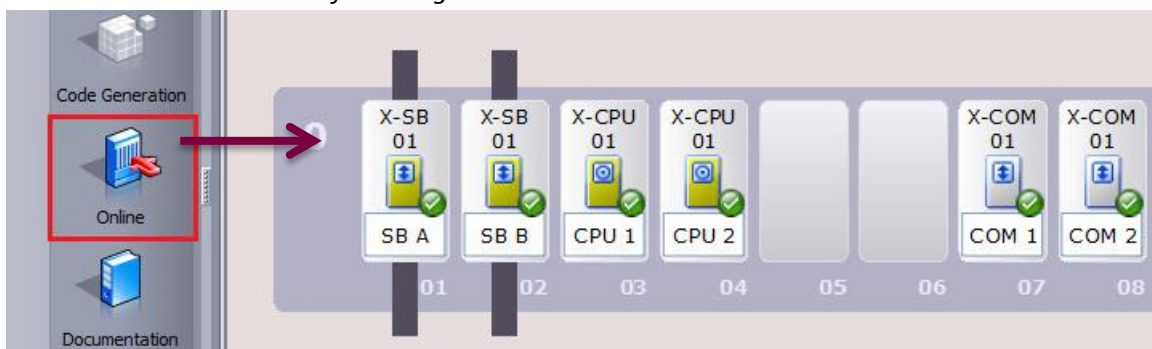 Code Generation
Online
Documentation
0
X-SB 01
X-SB 01
X-CPU 01
X-CPU 01
X-COM 01
X-COM 01
SB A
SB B
CPU 1
CPU 2
COM 1
COM 2
01
02
03
04
05
06
07
08